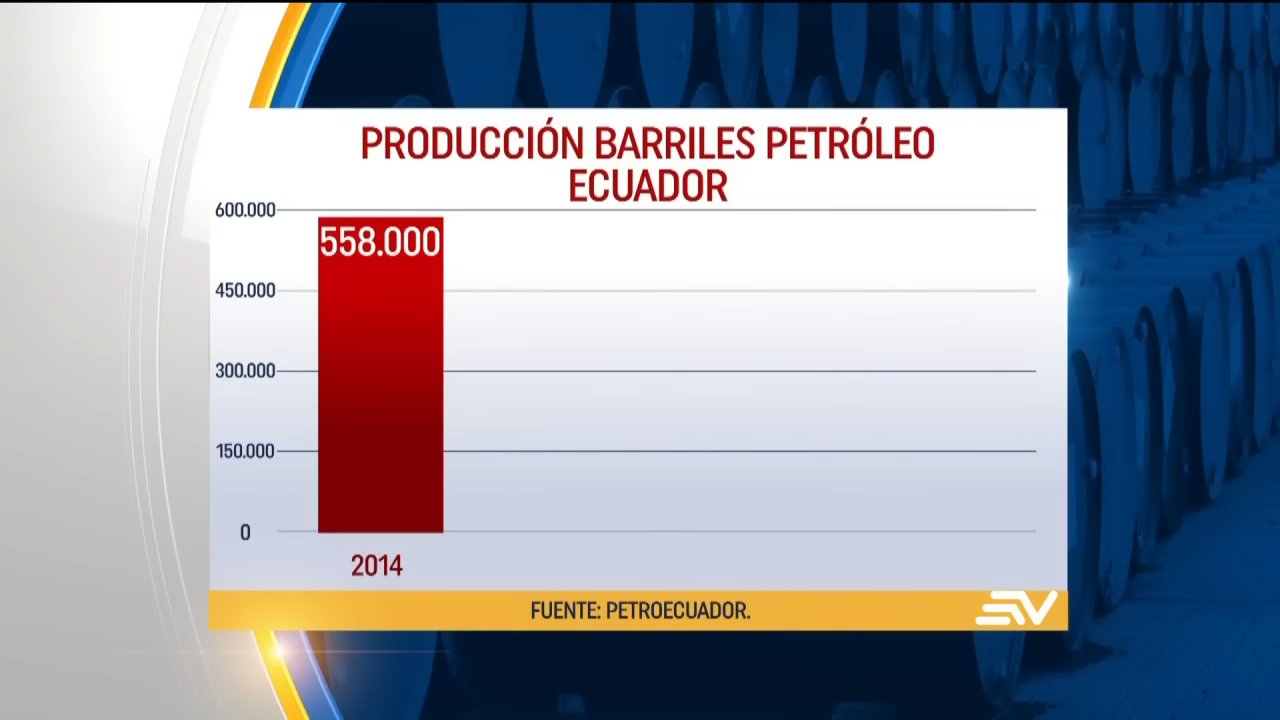 PRODUCCIÓN BARRILES PETRÓLEO
ECUADOR
600.000
558.000
450.000
300.000
150.000
0
2014
FUENTE: PETROECUADOR.